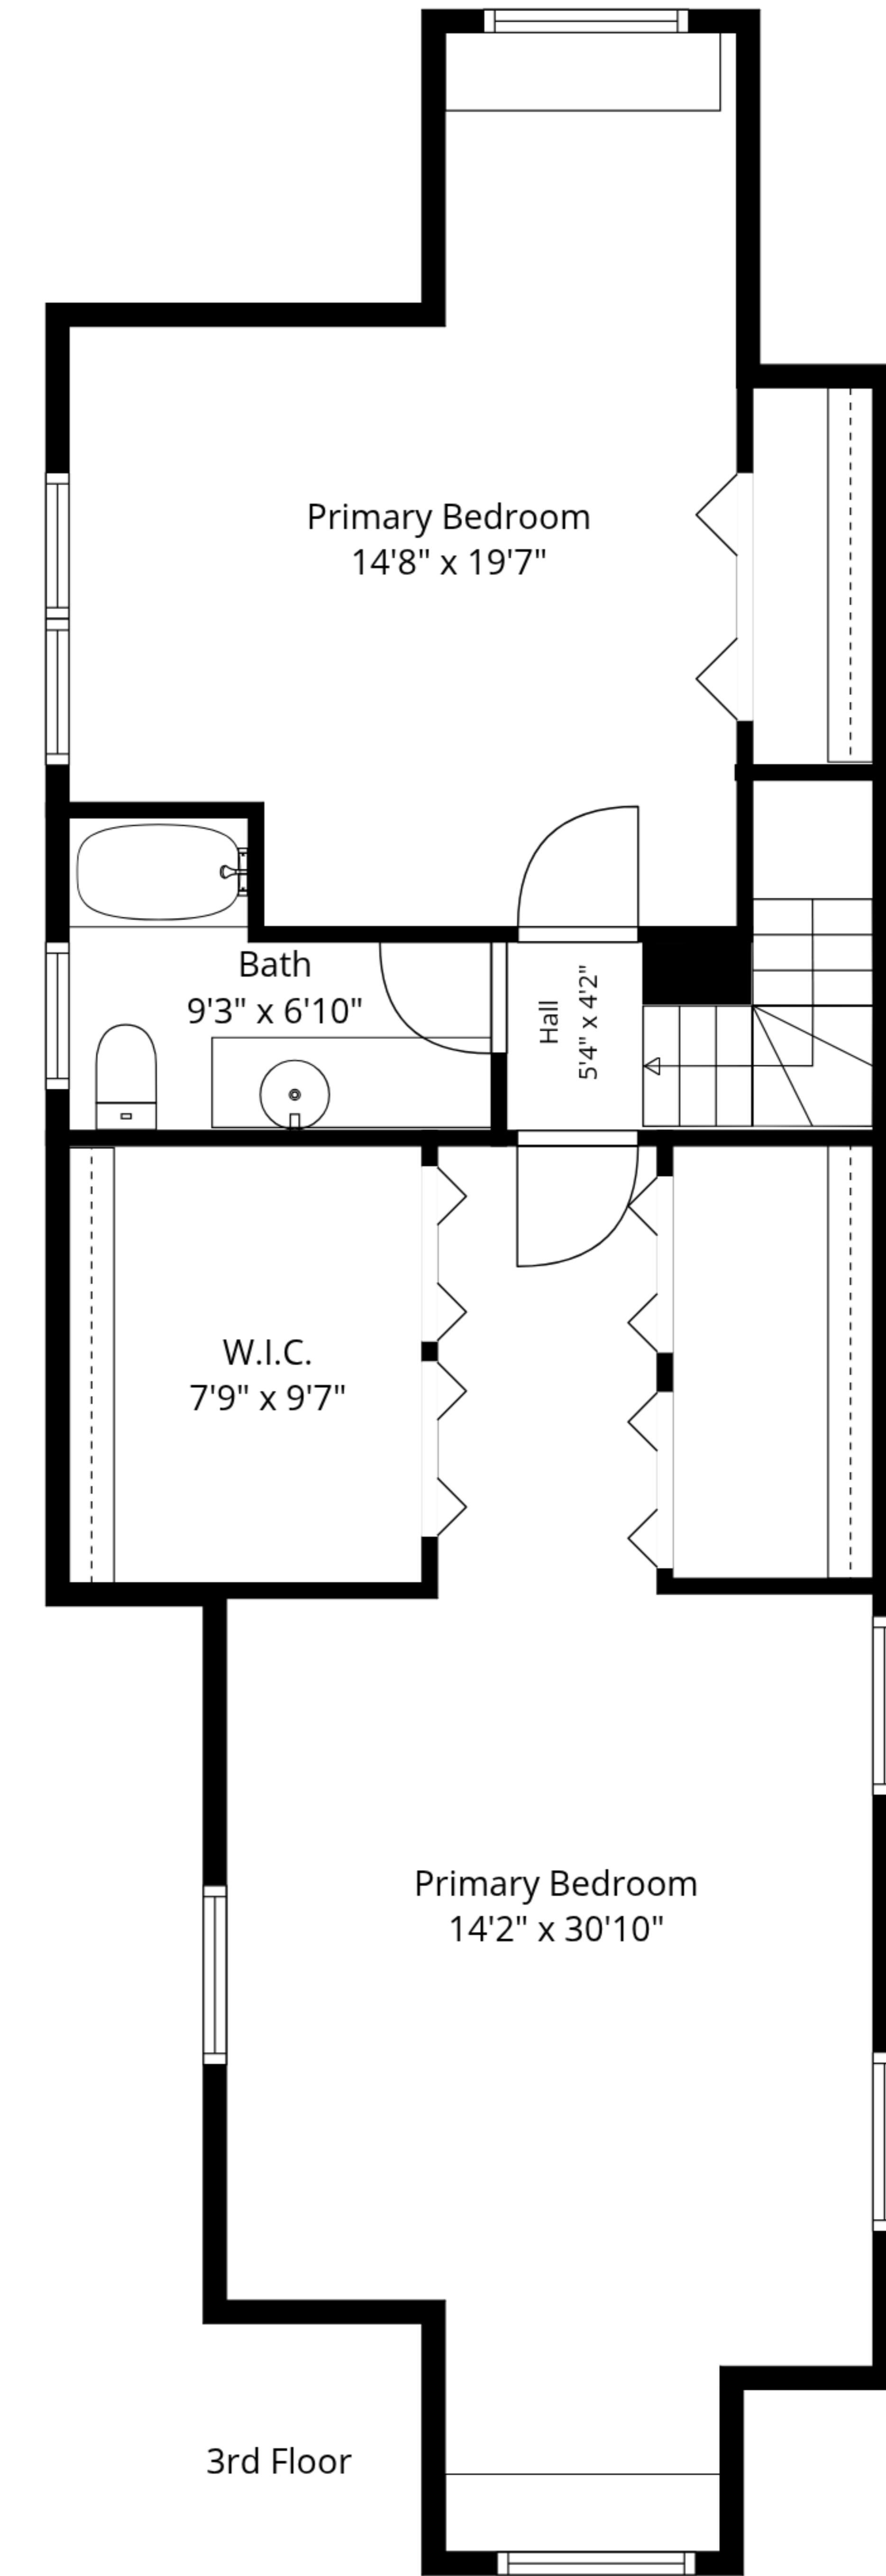 Primary Bedroom
14'8" x 19'7"
Bath
9'3" x 6'10"
Hall
5'4" x 4'2"
W.I.C.
7'9" x 9'7"
Primary Bedroom
14'2" x 30'10"
3rd Floor